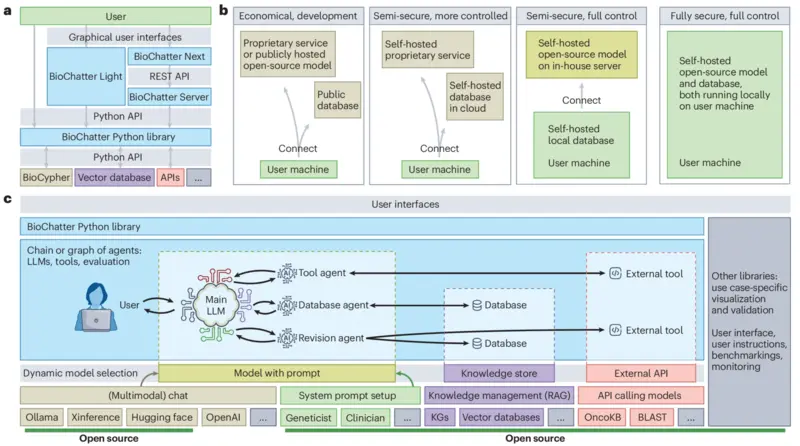 a
User
Graphical user interfaces
BioChatter Light
BioChatter Next
REST API
BioChatter Server
Python API
BioChatter Python library
Python API
BioCypher
Vector database
APIs
...
b
Economical, development
Proprietary service
or publicly hosted
open-source model
Public
database
Connect
User machine
Semi-secure, more controlled
Self-hosted
proprietary service
Self-hosted
database
in cloud
Connect
User machine
Semi-secure, full control
Self-hosted
open-source model
on in-house server
Connect
Self-hosted
local database
User machine
Fully secure, full control
Self-hosted
open-source model
and database,
both running locally
on user machine
User machine
c
User interfaces
BioChatter Python library
Chain or graph of agents:
LLMs, tools, evaluation
User
Main
LLM
AI
Tool agent
AI
Database agent
AI
Revision agent
Database
Database
External tool
External tool
Other libraries:
use case-specific
visualization
and validation
User interface,
user instructions,
benchmarkings,
monitoring
Dynamic model selection
Model with prompt
Knowledge store
External API
(Multimodal) chat
System prompt setup
Knowledge management (RAG)
API calling models
Ollama
Xinference
Hugging face
OpenAI
...
Geneticist
Clinician
...
KGs
Vector databases
...
OncoKB
BLAST
...
Open source
Open source